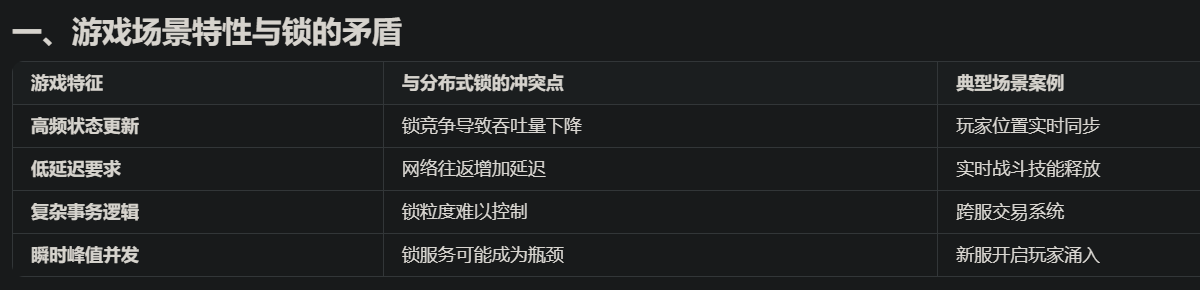 一、游戏场景特性与锁的矛盾
游戏特征 与分布式锁的冲突点 典型场景案例
高频状态更新 锁竞争导致吞吐量下降 玩家位置实时同步
低延迟要求 网络往返增加延迟 实时战斗技能释放
复杂事务逻辑 锁粒度难以控制 跨服交易系统
瞬时峰值并发 锁服务可能成为瓶颈 新服开启玩家涌入